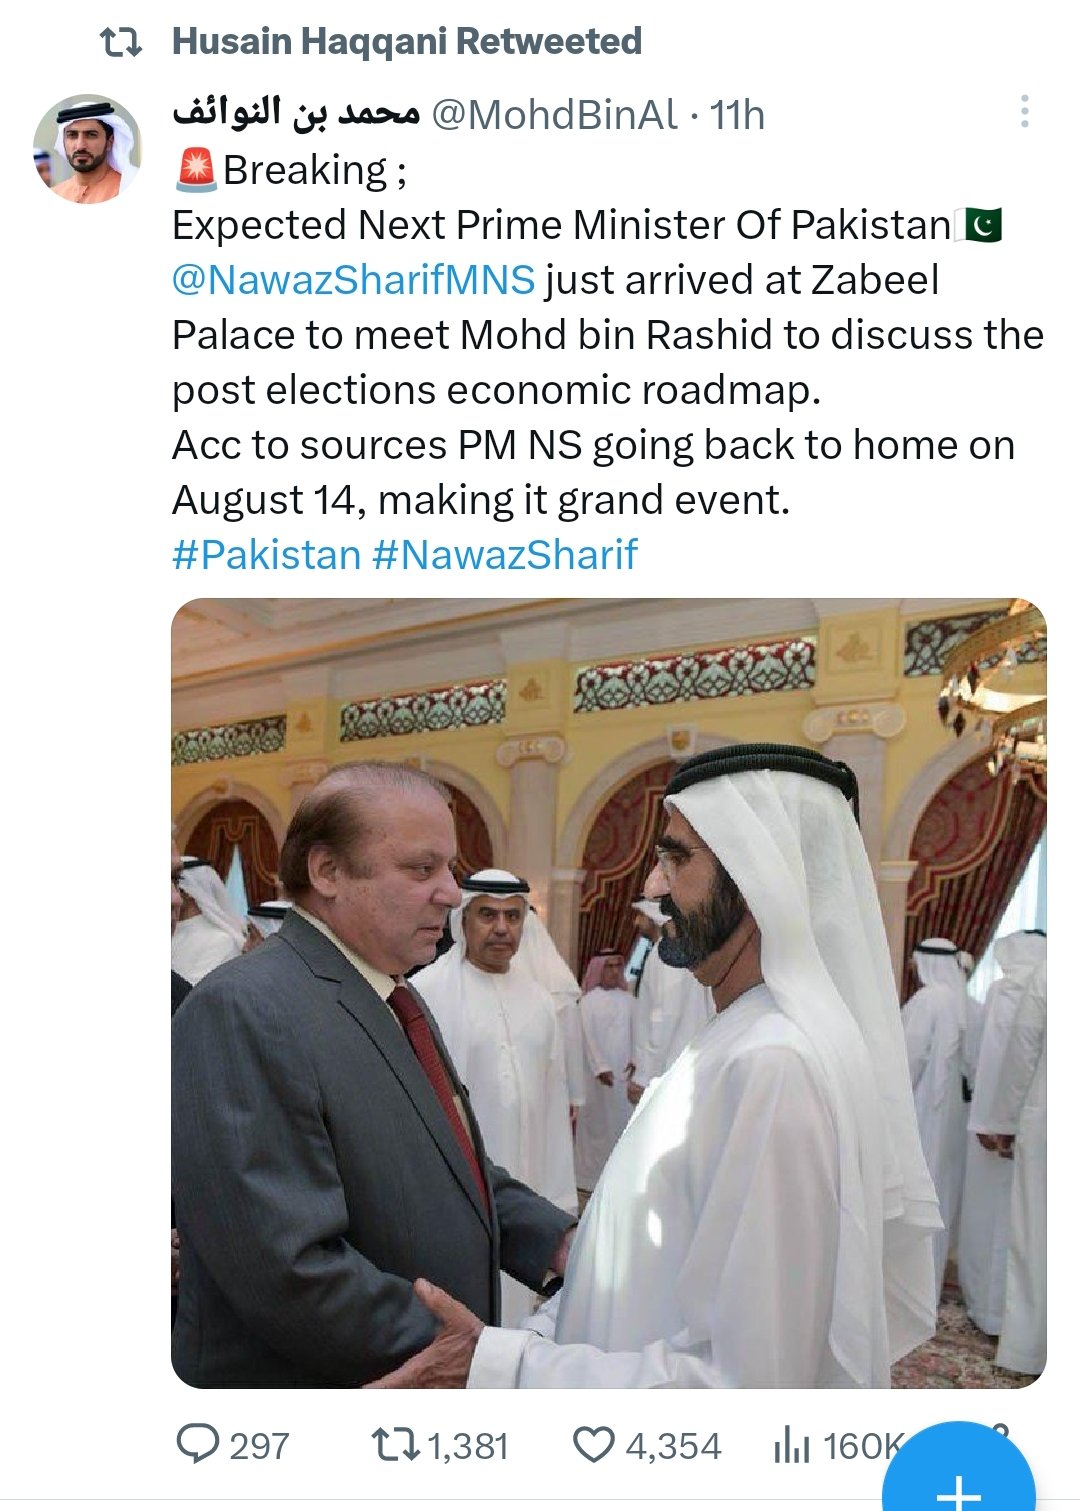 Husain Haqqani Retweeted
محمد بن النوائف @MohdBinAl · 11h
🚨Breaking ;
Expected Next Prime Minister Of Pakistan🇵🇰
@NawazSharifMNS just arrived at Zabeel
Palace to meet Mohd bin Rashid to discuss the
post elections economic roadmap.
Acc to sources PM NS going back to home on
August 14, making it grand event.
#Pakistan #NawazSharif
297 1,381 4,354 160K